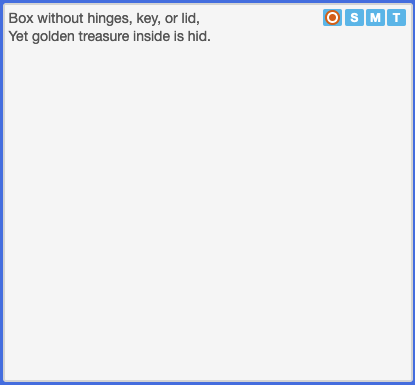 Box without hinges, key, or lid,
Yet golden treasure inside is hid.
S M T